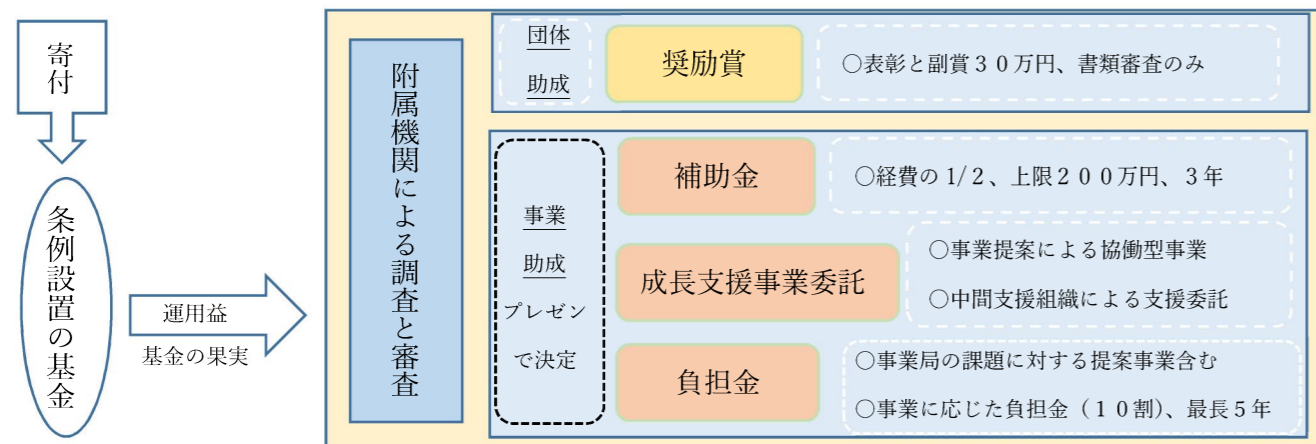 寄付
条例設置の基金
運用益
基金の果実
附属機関による調査と審査
団体
助成
奨励賞
○表彰と副賞３０万円、書類審査のみ
事業
助成
プレゼン
で決定
補助金
○経費の 1/２、上限２００万円、３年
成長支援事業委託
○事業提案による協働型事業
○中間支援組織による支援委託
負担金
○事業局の課題に対する提案事業含む
○事業に応じた負担金（１０割）、最長５年